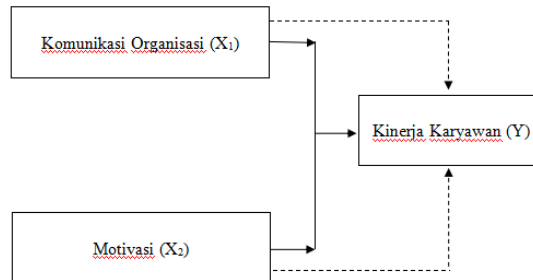 Komunikasi Organisasi (X₁)
Kinerja Karyawan (Y)
Motivasi (X₂)